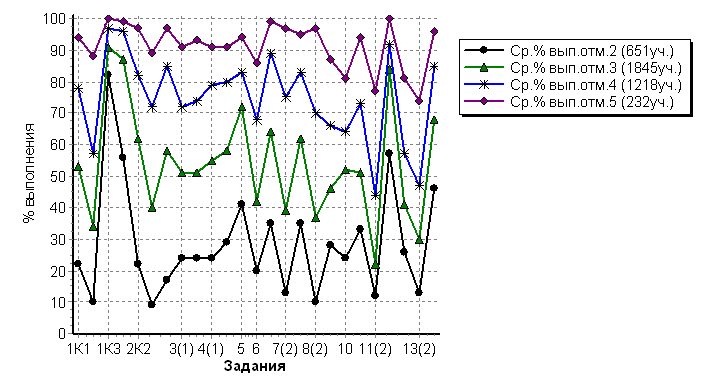 % выполнения
100
90
80
70
60
50
40
30
20
10
0
1К1 1К3 2К2 3(1) 4(1) 5 6 7(2) 8(2) 10 11(2) 13(2)
Задания
Ср.% вып.отм.2 (651уч.)
Ср.% вып.отм.3 (1845уч.)
Ср.% вып.отм.4 (1218уч.)
Ср.% вып.отм.5 (232уч.)